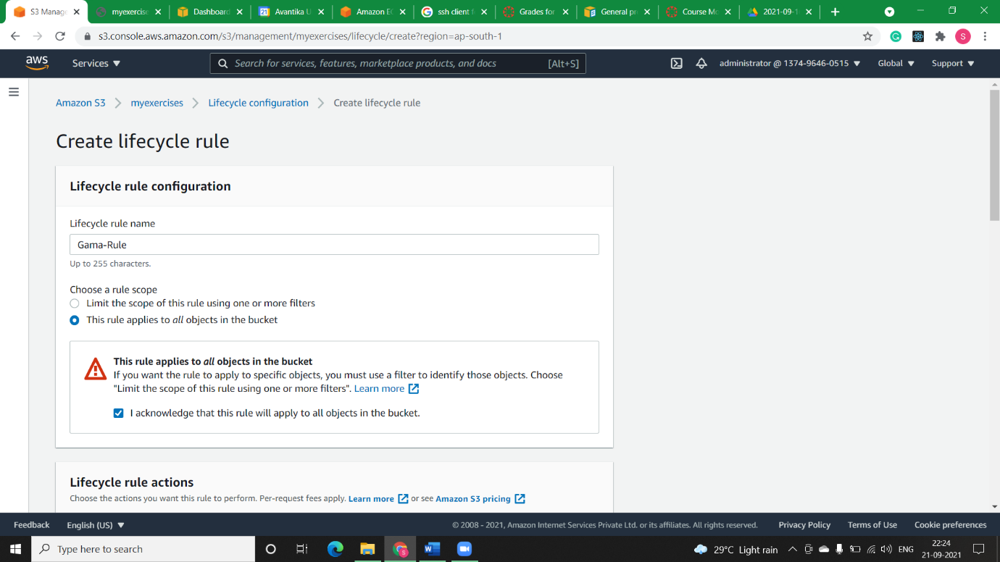 S3 Manag
myexercise
Dashboard
21
Avantika U
Amazon EC
ssh client f
Grades for
General pr
Course Mo
2021-09-1
s3.console.aws.amazon.com/s3/management/myexercises/lifecycle/create?region=ap-south-1
S
aws
Services
Search for services, features, marketplace products, and docs
[Alt+S]
administrator @ 1374-9646-0515
Global
Support
Amazon S3
myexercises
Lifecycle configuration
Create lifecycle rule
Create lifecycle rule
Lifecycle rule configuration
Lifecycle rule name
Gama-Rule
Up to 255 characters.
Choose a rule scope
Limit the scope of this rule using one or more filters
This rule applies to all objects in the bucket
This rule applies to all objects in the bucket
If you want the rule to apply to specific objects, you must use a filter to identify those objects. Choose
"Limit the scope of this rule using one or more filters". Learn more
I acknowledge that this rule will apply to all objects in the bucket.
Lifecycle rule actions
Choose the actions you want this rule to perform. Per-request fees apply. Learn more or see Amazon S3 pricing
Feedback
English (US)
© 2008 - 2021, Amazon Internet Services Private Ltd. or its affiliates. All rights reserved.
Privacy Policy
Terms of Use
Cookie preferences
Type here to search
29°C Light rain
ENG
22:24
21-09-2021